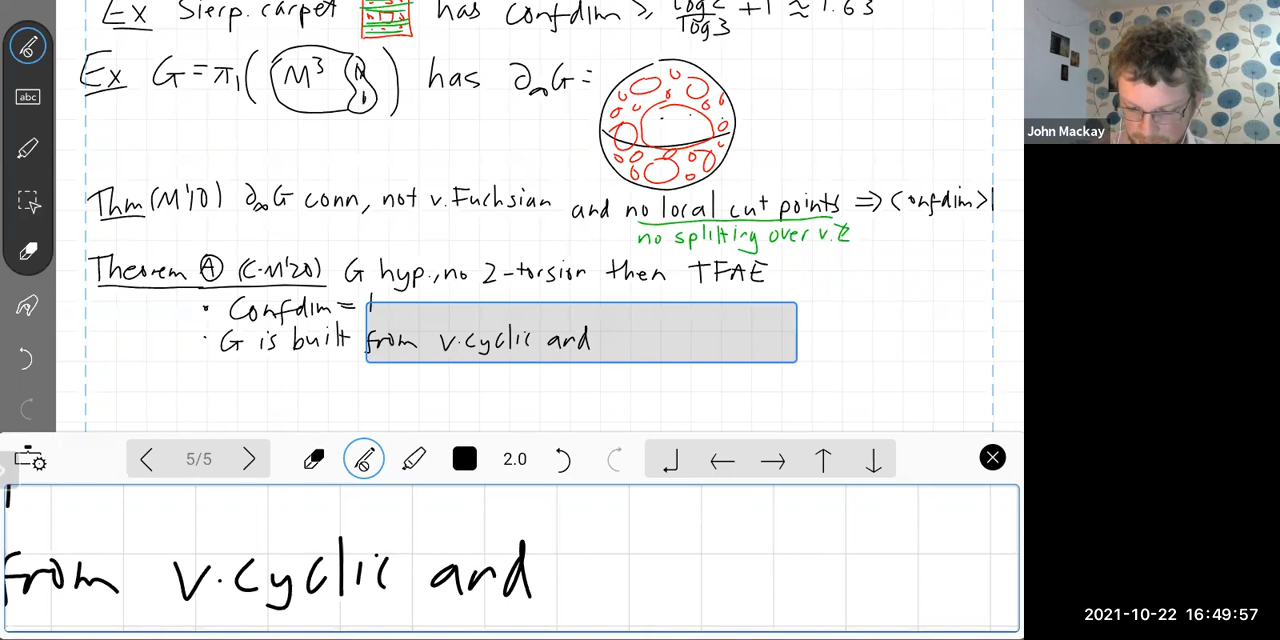 Ex Sierp. carpet has confdim ≥ log2/log3 + 1 ≈ 1.63
Ex G = π₁( M³ ) has ∂∞G =
Thm (M'10) ∂∞G conn, not v. Fuchsian and no local cut points ⇒ Confdim > 1
no splitting over v. ℤ
Theorem Ⓐ (C-M'20) G hyp., no 2-torsion then TFAE
· Confdim = 1
· G is built from v.cyclic and
abc
5/5
2.0
from v.cyclic and
John Mackay
2021-10-22 16:49:57